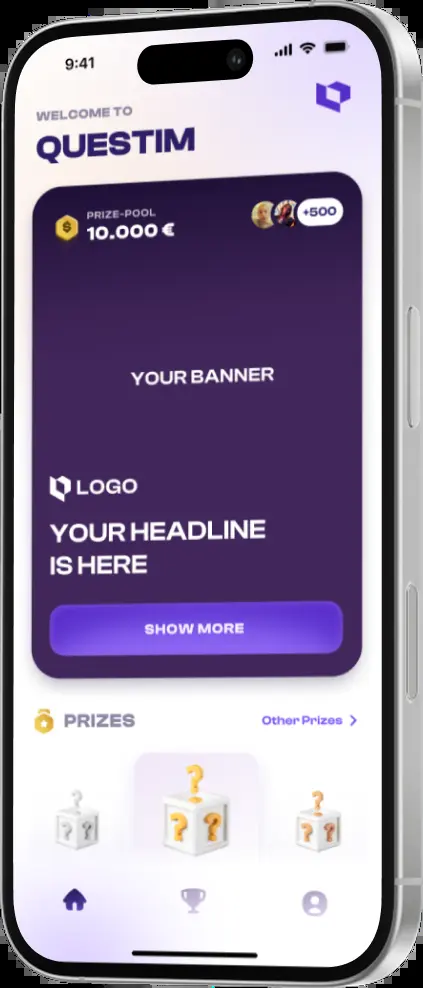 9:41
WELCOME TO
QUESTIM
PRIZE-POOL
10.000 €
+500
YOUR BANNER
LOGO
YOUR HEADLINE
IS HERE
SHOW MORE
PRIZES
Other Prizes